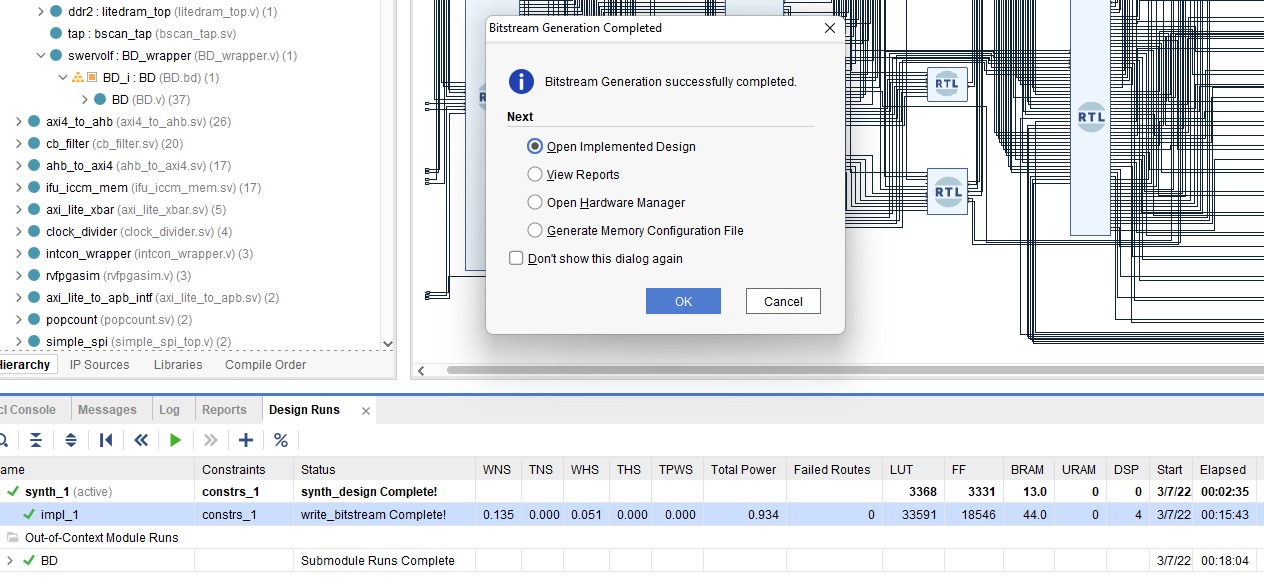 ddr2 : litedram_top (litedram_top.v) (1)
tap : bscan_tap (bscan_tap.sv)
swervolf : BD_wrapper (BD_wrapper.v) (1)
BD_i : BD (BD.bd) (1)
BD (BD.v) (37)
axi4_to_ahb (axi4_to_ahb.sv) (26)
cb_filter (cb_filter.sv) (20)
ahb_to_axi4 (ahb_to_axi4.sv) (17)
ifu_iccm_mem (ifu_iccm_mem.sv) (17)
axi_lite_xbar (axi_lite_xbar.sv) (5)
clock_divider (clock_divider.sv) (4)
intcon_wrapper (intcon_wrapper.v) (3)
rvfpgasim (rvfpgasim.v) (3)
axi_lite_to_apb_intf (axi_lite_to_apb.sv) (2)
popcount (popcount.sv) (2)
simple_spi (simple_spi_top.v) (2)
Hierarchy IP Sources Libraries Compile Order
RTL
RTL
RTL
Bitstream Generation Completed
Bitstream Generation successfully completed.
Next
Open Implemented Design
View Reports
Open Hardware Manager
Generate Memory Configuration File
Don't show this dialog again
OK Cancel
cl Console Messages Log Reports Design Runs
ame Constraints Status WNS TNS WHS THS TPWS Total Power Failed Routes LUT FF BRAM URAM DSP Start Elapsed
synth_1 (active) constrs_1 synth_design Complete! 3368 3331 13.0 0 0 3/7/22 00:02:35
impl_1 constrs_1 write_bitstream Complete! 0.135 0.000 0.051 0.000 0.000 0.934 0 33591 18546 44.0 0 4 3/7/22 00:15:43
Out-of-Context Module Runs
BD Submodule Runs Complete 3/7/22 00:18:04